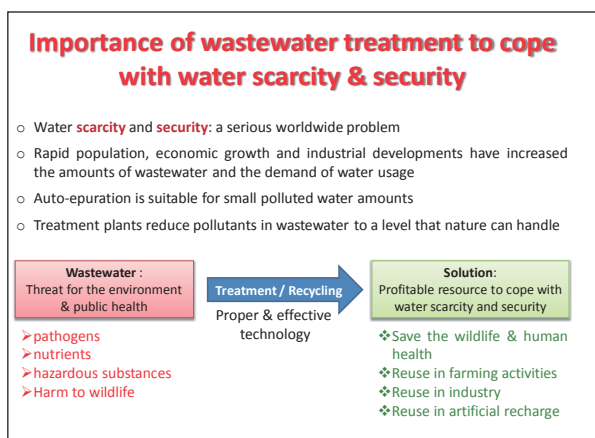 Importance of wastewater treatment to cope
with water scarcity & security
o Water scarcity and security: a serious worldwide problem
o Rapid population, economic growth and industrial developments have increased
the amounts of wastewater and the demand of water usage
o Auto-epuration is suitable for small polluted water amounts
o Treatment plants reduce pollutants in wastewater to a level that nature can handle
Wastewater :
Threat for the environment
& public health
➢pathogens
➢nutrients
➢hazardous substances
➢Harm to wildlife
Treatment / Recycling
Proper & effective
technology
Solution:
Profitable resource to cope with
water scarcity and security
❖Save the wildlife & human
health
❖Reuse in farming activities
❖Reuse in industry
❖Reuse in artificial recharge